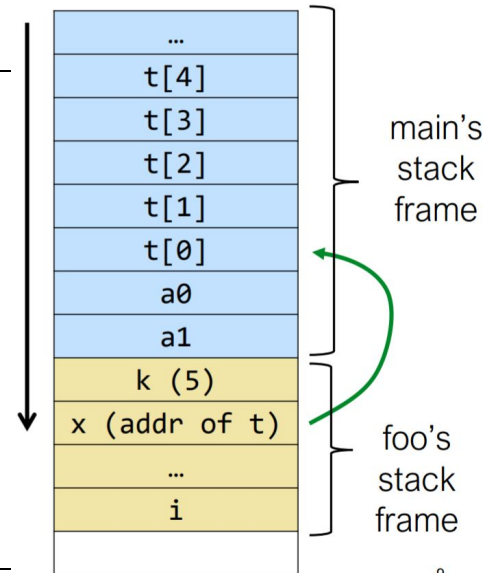 …
t[4]
t[3]
t[2]
t[1]
t[0]
a0
a1
main's
stack
frame
k (5)
x (addr of t)
…
i
foo's
stack
frame